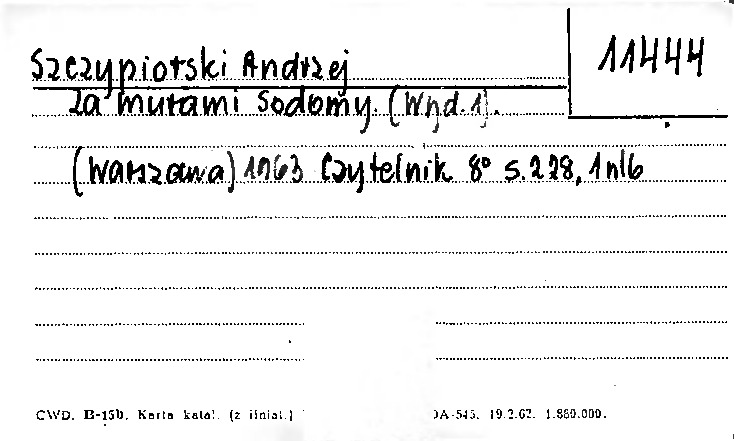 11444
Szczypiorski Andrzej
Za murami Sodomy. (Wyd. 1).
(Warszawa) 1963 Czytelnik 8° s. 228, 1 nlb
CWD. B-15b. Karta katal. (z liniat.) DA-545. 19.2.62. 1.880.000.